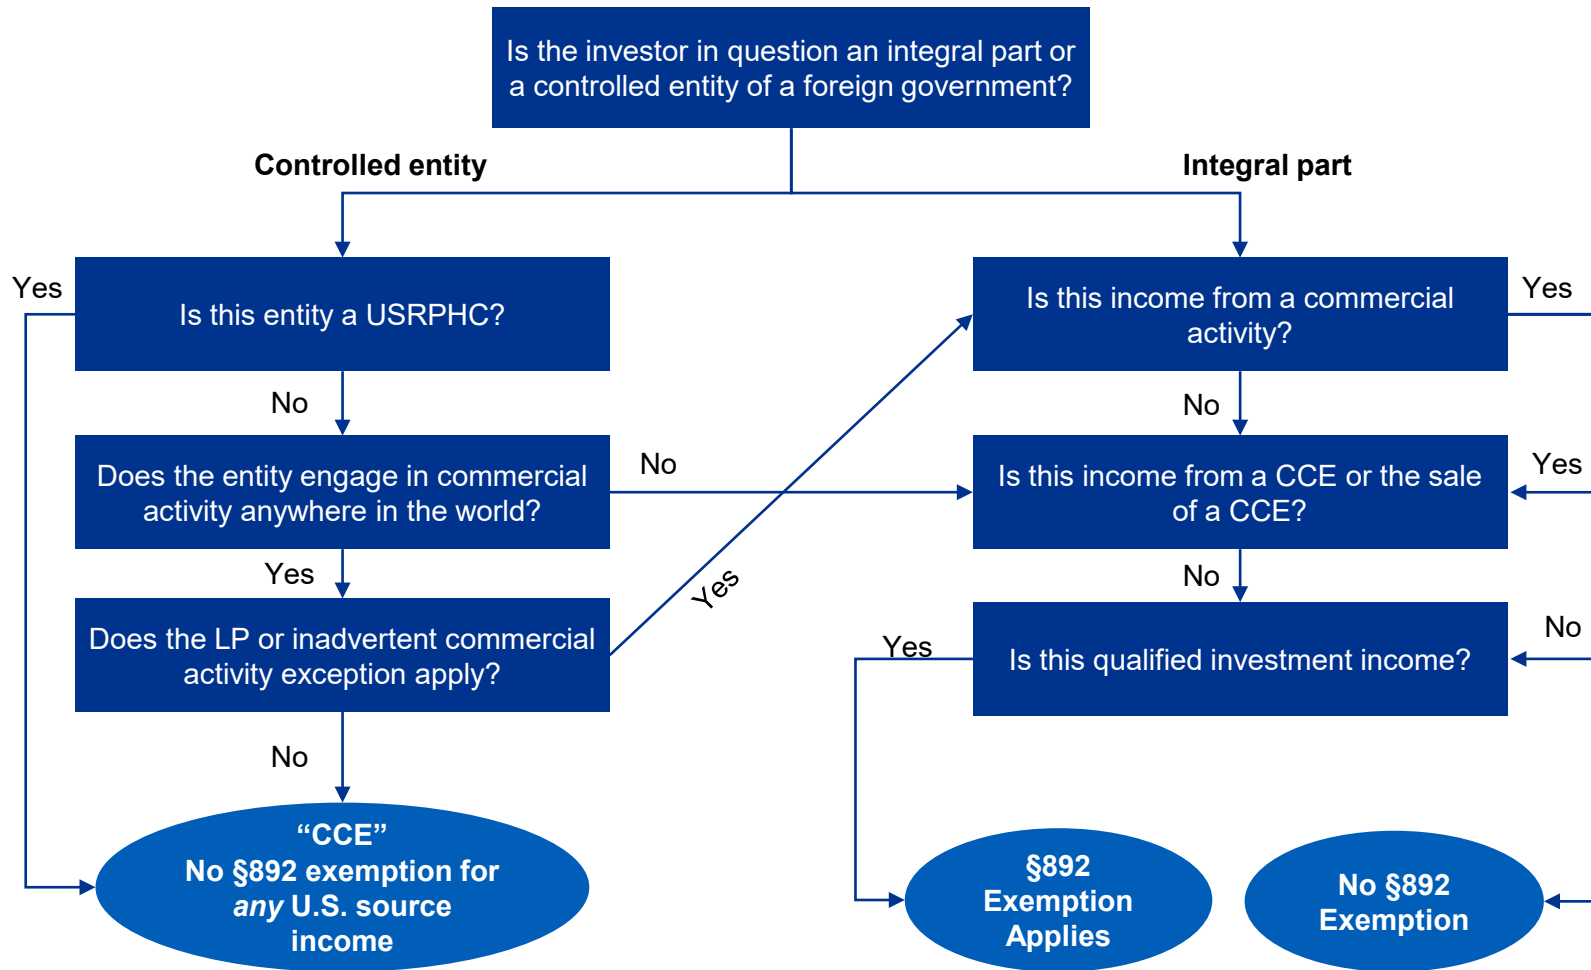 Is the investor in question an integral part or
a controlled entity of a foreign government?
Controlled entity
Integral part
Yes
Is this entity a USRPHC?
Is this income from a commercial
activity?
Yes
No
No
Does the entity engage in commercial
activity anywhere in the world?
No
Is this income from a CCE or the sale
of a CCE?
Yes
Yes
Yes
No
Does the LP or inadvertent commercial
activity exception apply?
Yes
Is this qualified investment income?
No
No
“CCE”
No §892 exemption for
any U.S. source
income
§892
Exemption
Applies
No §892
Exemption